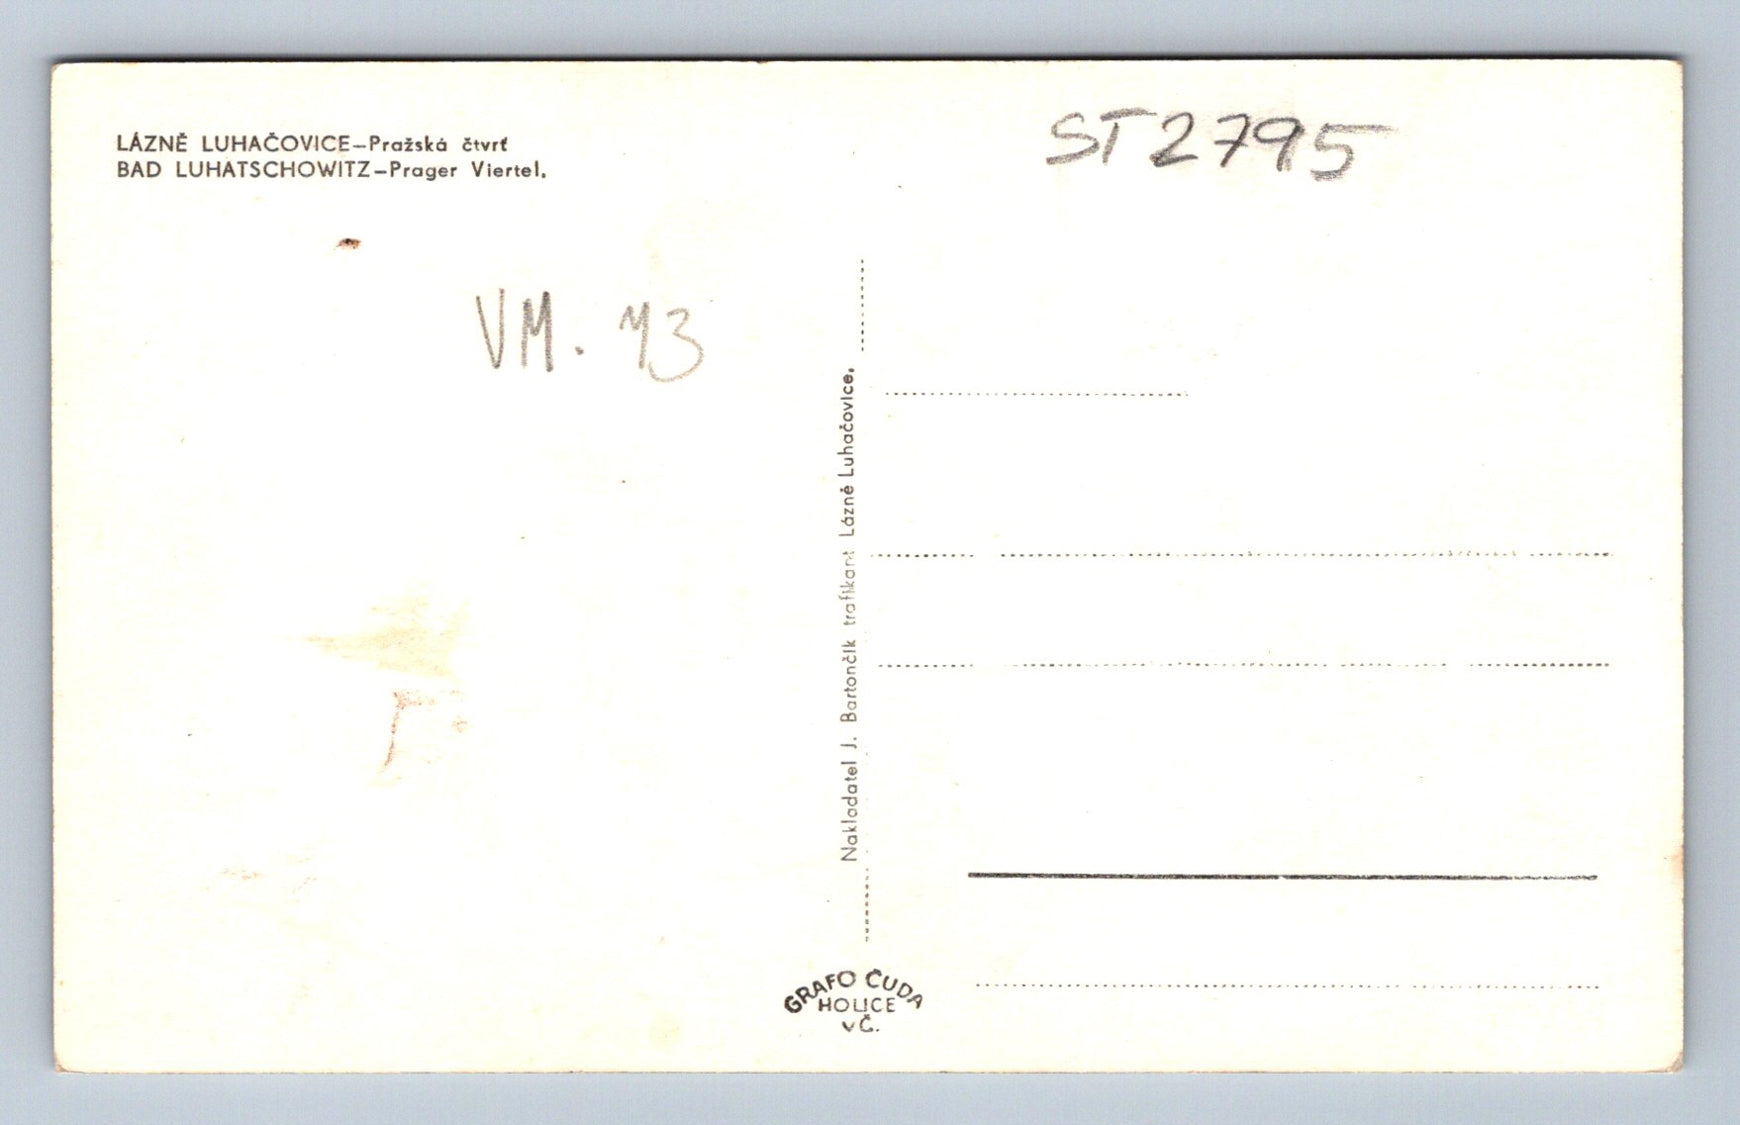 LÁZNĚ LUHAČOVICE–Pražská čtvrť
BAD LUHATSCHOWITZ–Prager Viertel.
ST2795
VM. 43
Nakladatel J. Bartončík trafikant Lázně Luhačovice.
GRAFO ČUDA
HOLICE
VČ.